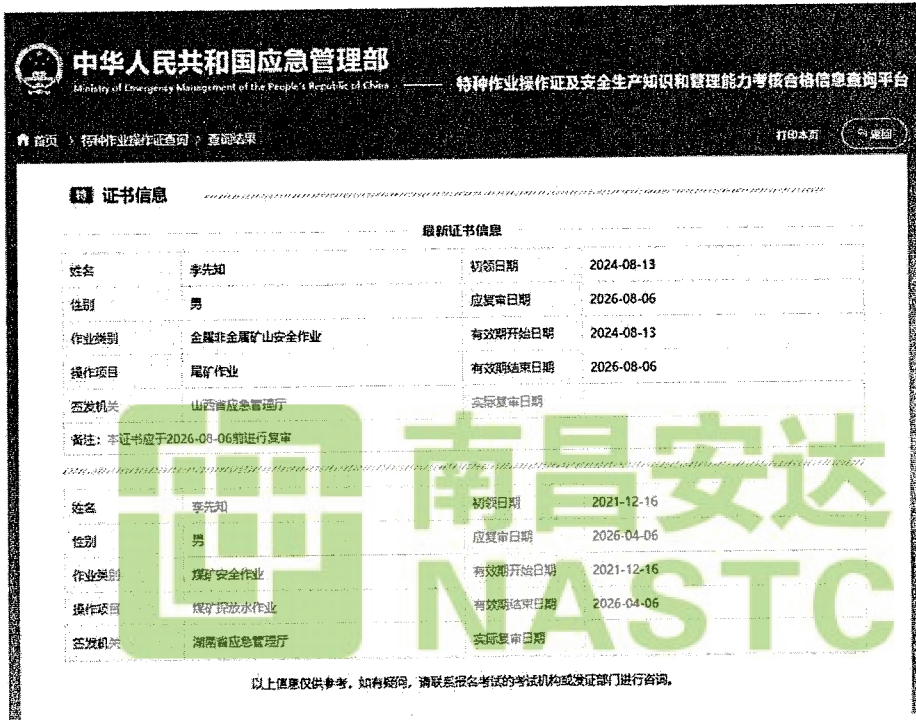 中华人民共和国应急管理部
Ministry of Emergency Management of the People's Republic of China
特种作业操作证及安全生产知识和管理能力考核合格信息查询平台
首页 > 特种作业操作证查询 > 查询结果 打印本页 返回
特 证书信息
最新证书信息
姓名 李先知 初领日期 2024-08-13
性别 男 应复审日期 2026-08-06
作业类别 金属非金属矿山安全作业 有效期开始日期 2024-08-13
操作项目 尾矿作业 有效期结束日期 2026-08-06
签发机关 山西省应急管理厅 实际复审日期
备注：本证书应于2026-08-06前进行复审
姓名 李先知 初领日期 2021-12-16
性别 男 应复审日期 2026-04-06
作业类别 煤矿安全作业 有效期开始日期 2021-12-16
操作项目 煤矿探放水作业 有效期结束日期 2026-04-06
签发机关 湖南省应急管理厅 实际复审日期
南昌安达
NASTC
以上信息仅供参考。如有疑问，请联系报名考试的考试机构或发证部门进行咨询。